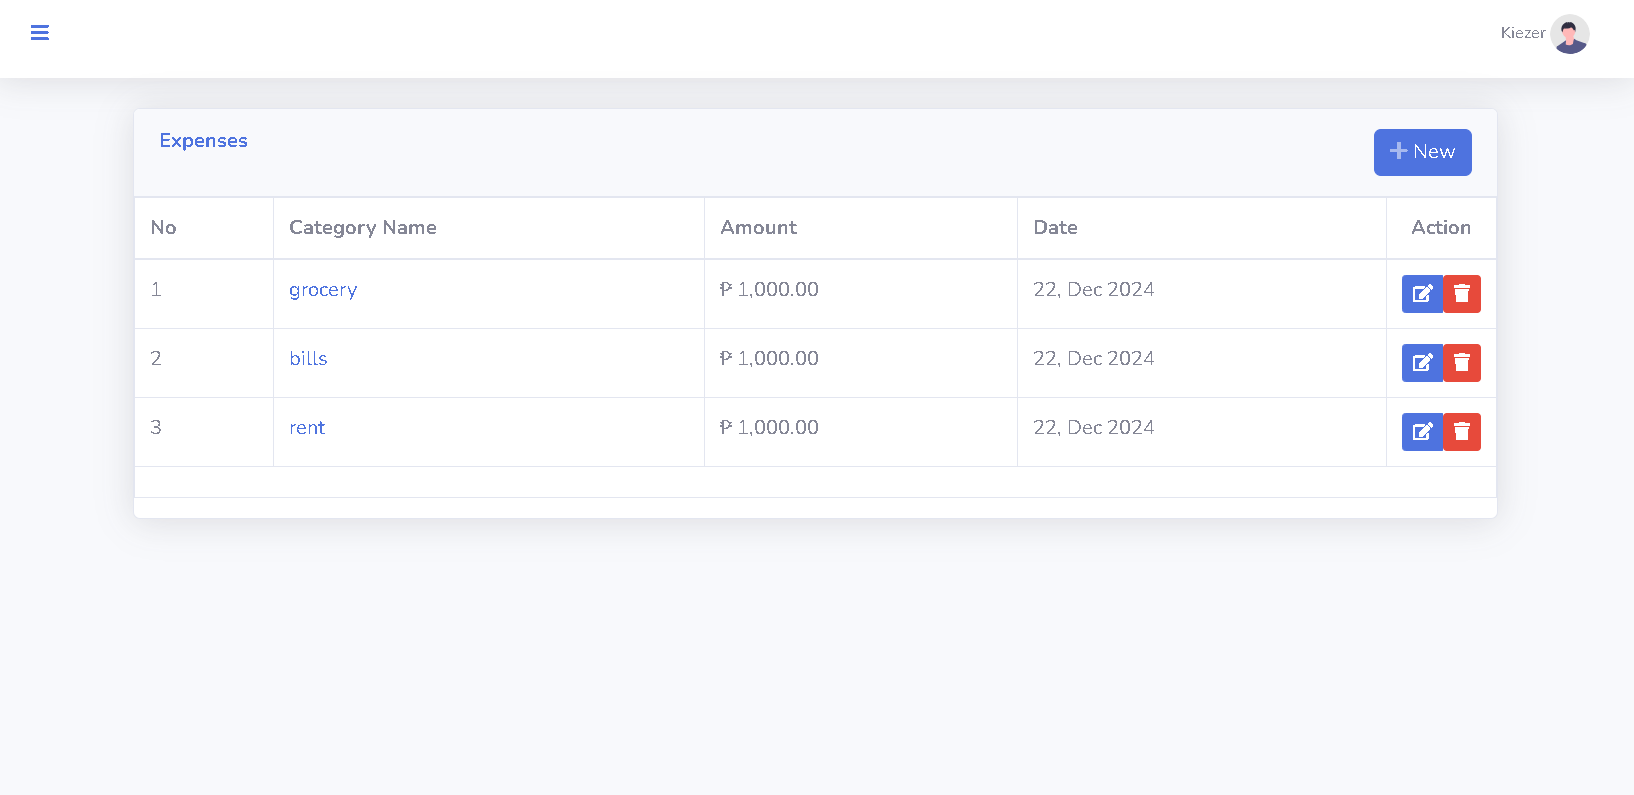 Kiezer
Expenses
New
No Category Name Amount Date Action
1 grocery ₱ 1,000.00 22, Dec 2024
2 bills ₱ 1,000.00 22, Dec 2024
3 rent ₱ 1,000.00 22, Dec 2024